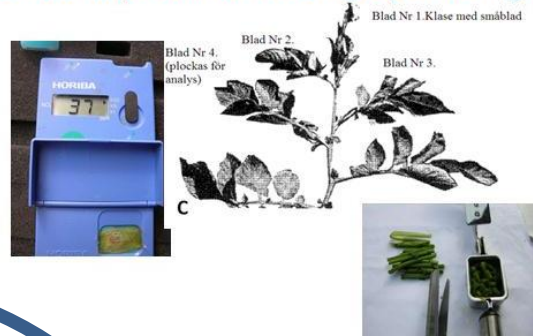 Blad Nr 1.Klase med småblad
Blad Nr 2.
Blad Nr 4.
(plockas för
analys)
Blad Nr 3.
HORIBA
37
C